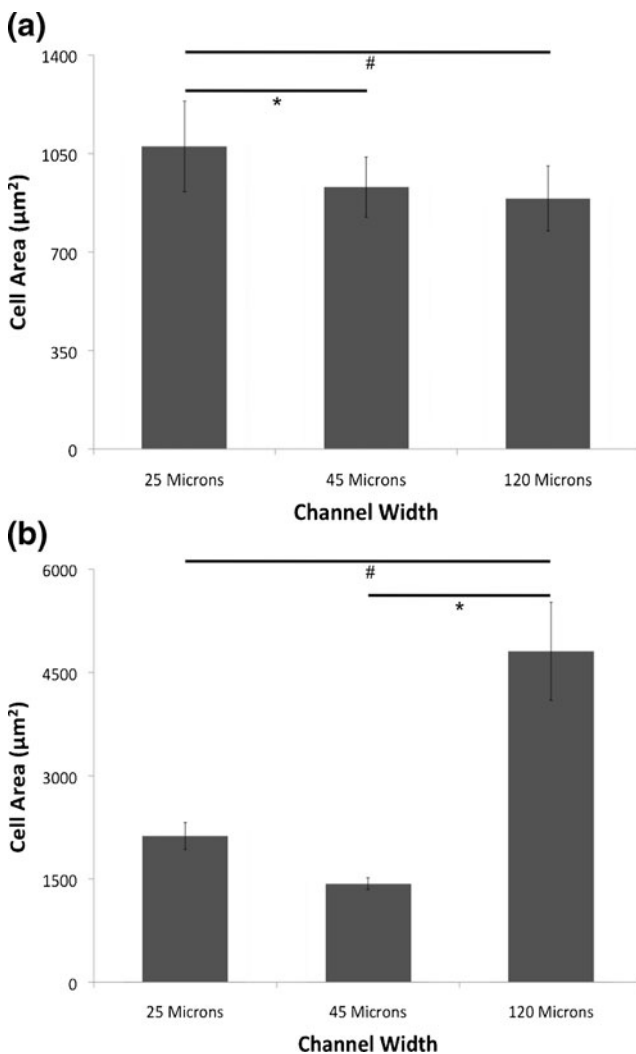 (a)
1400
#
*
1050
700
350
0
Cell Area (µm²)
25 Microns 45 Microns 120 Microns
Channel Width
(b)
6000
#
*
4500
3000
1500
0
Cell Area (µm²)
25 Microns 45 Microns 120 Microns
Channel Width